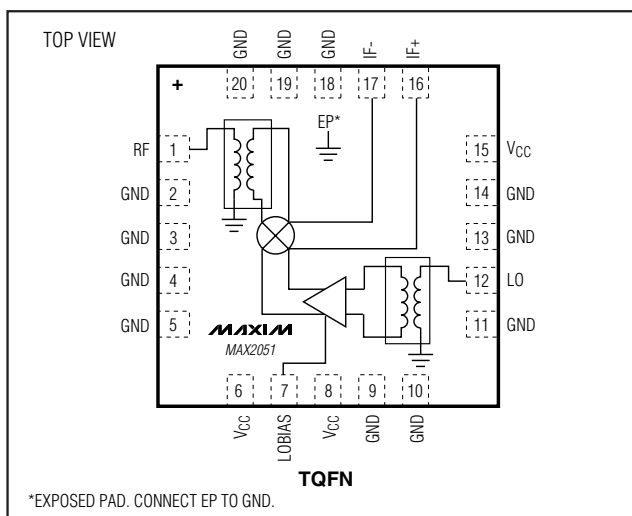 TOP VIEW
GND
GND
GND
IF-
IF+
20
19
18
17
16
+
EP*
RF
1
GND
2
GND
3
GND
4
GND
5
15
VCC
14
GND
13
GND
12
LO
11
GND
MAXIM
MAX2051
6
7
8
9
10
VCC
LOBIAS
VCC
GND
GND
TQFN
*EXPOSED PAD. CONNECT EP TO GND.